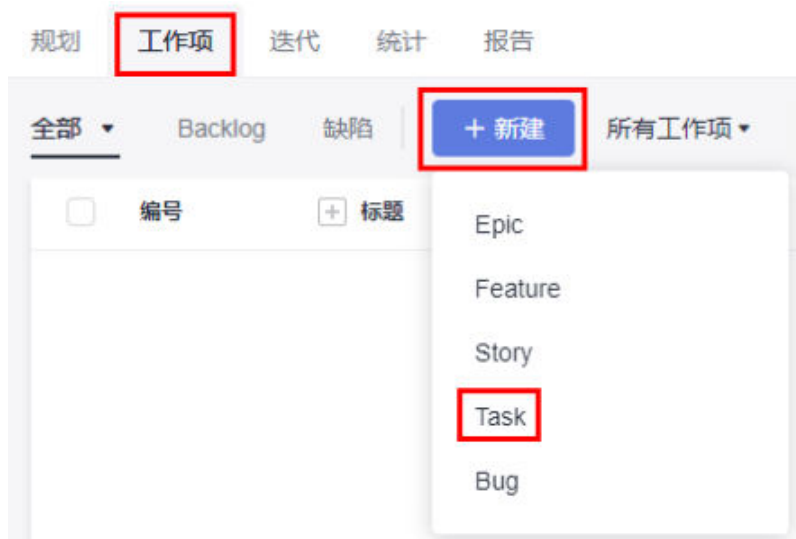 规划 工作项 迭代 统计 报告
全部 Backlog 缺陷 + 新建 所有工作项
编号 标题
Epic
Feature
Story
Task
Bug